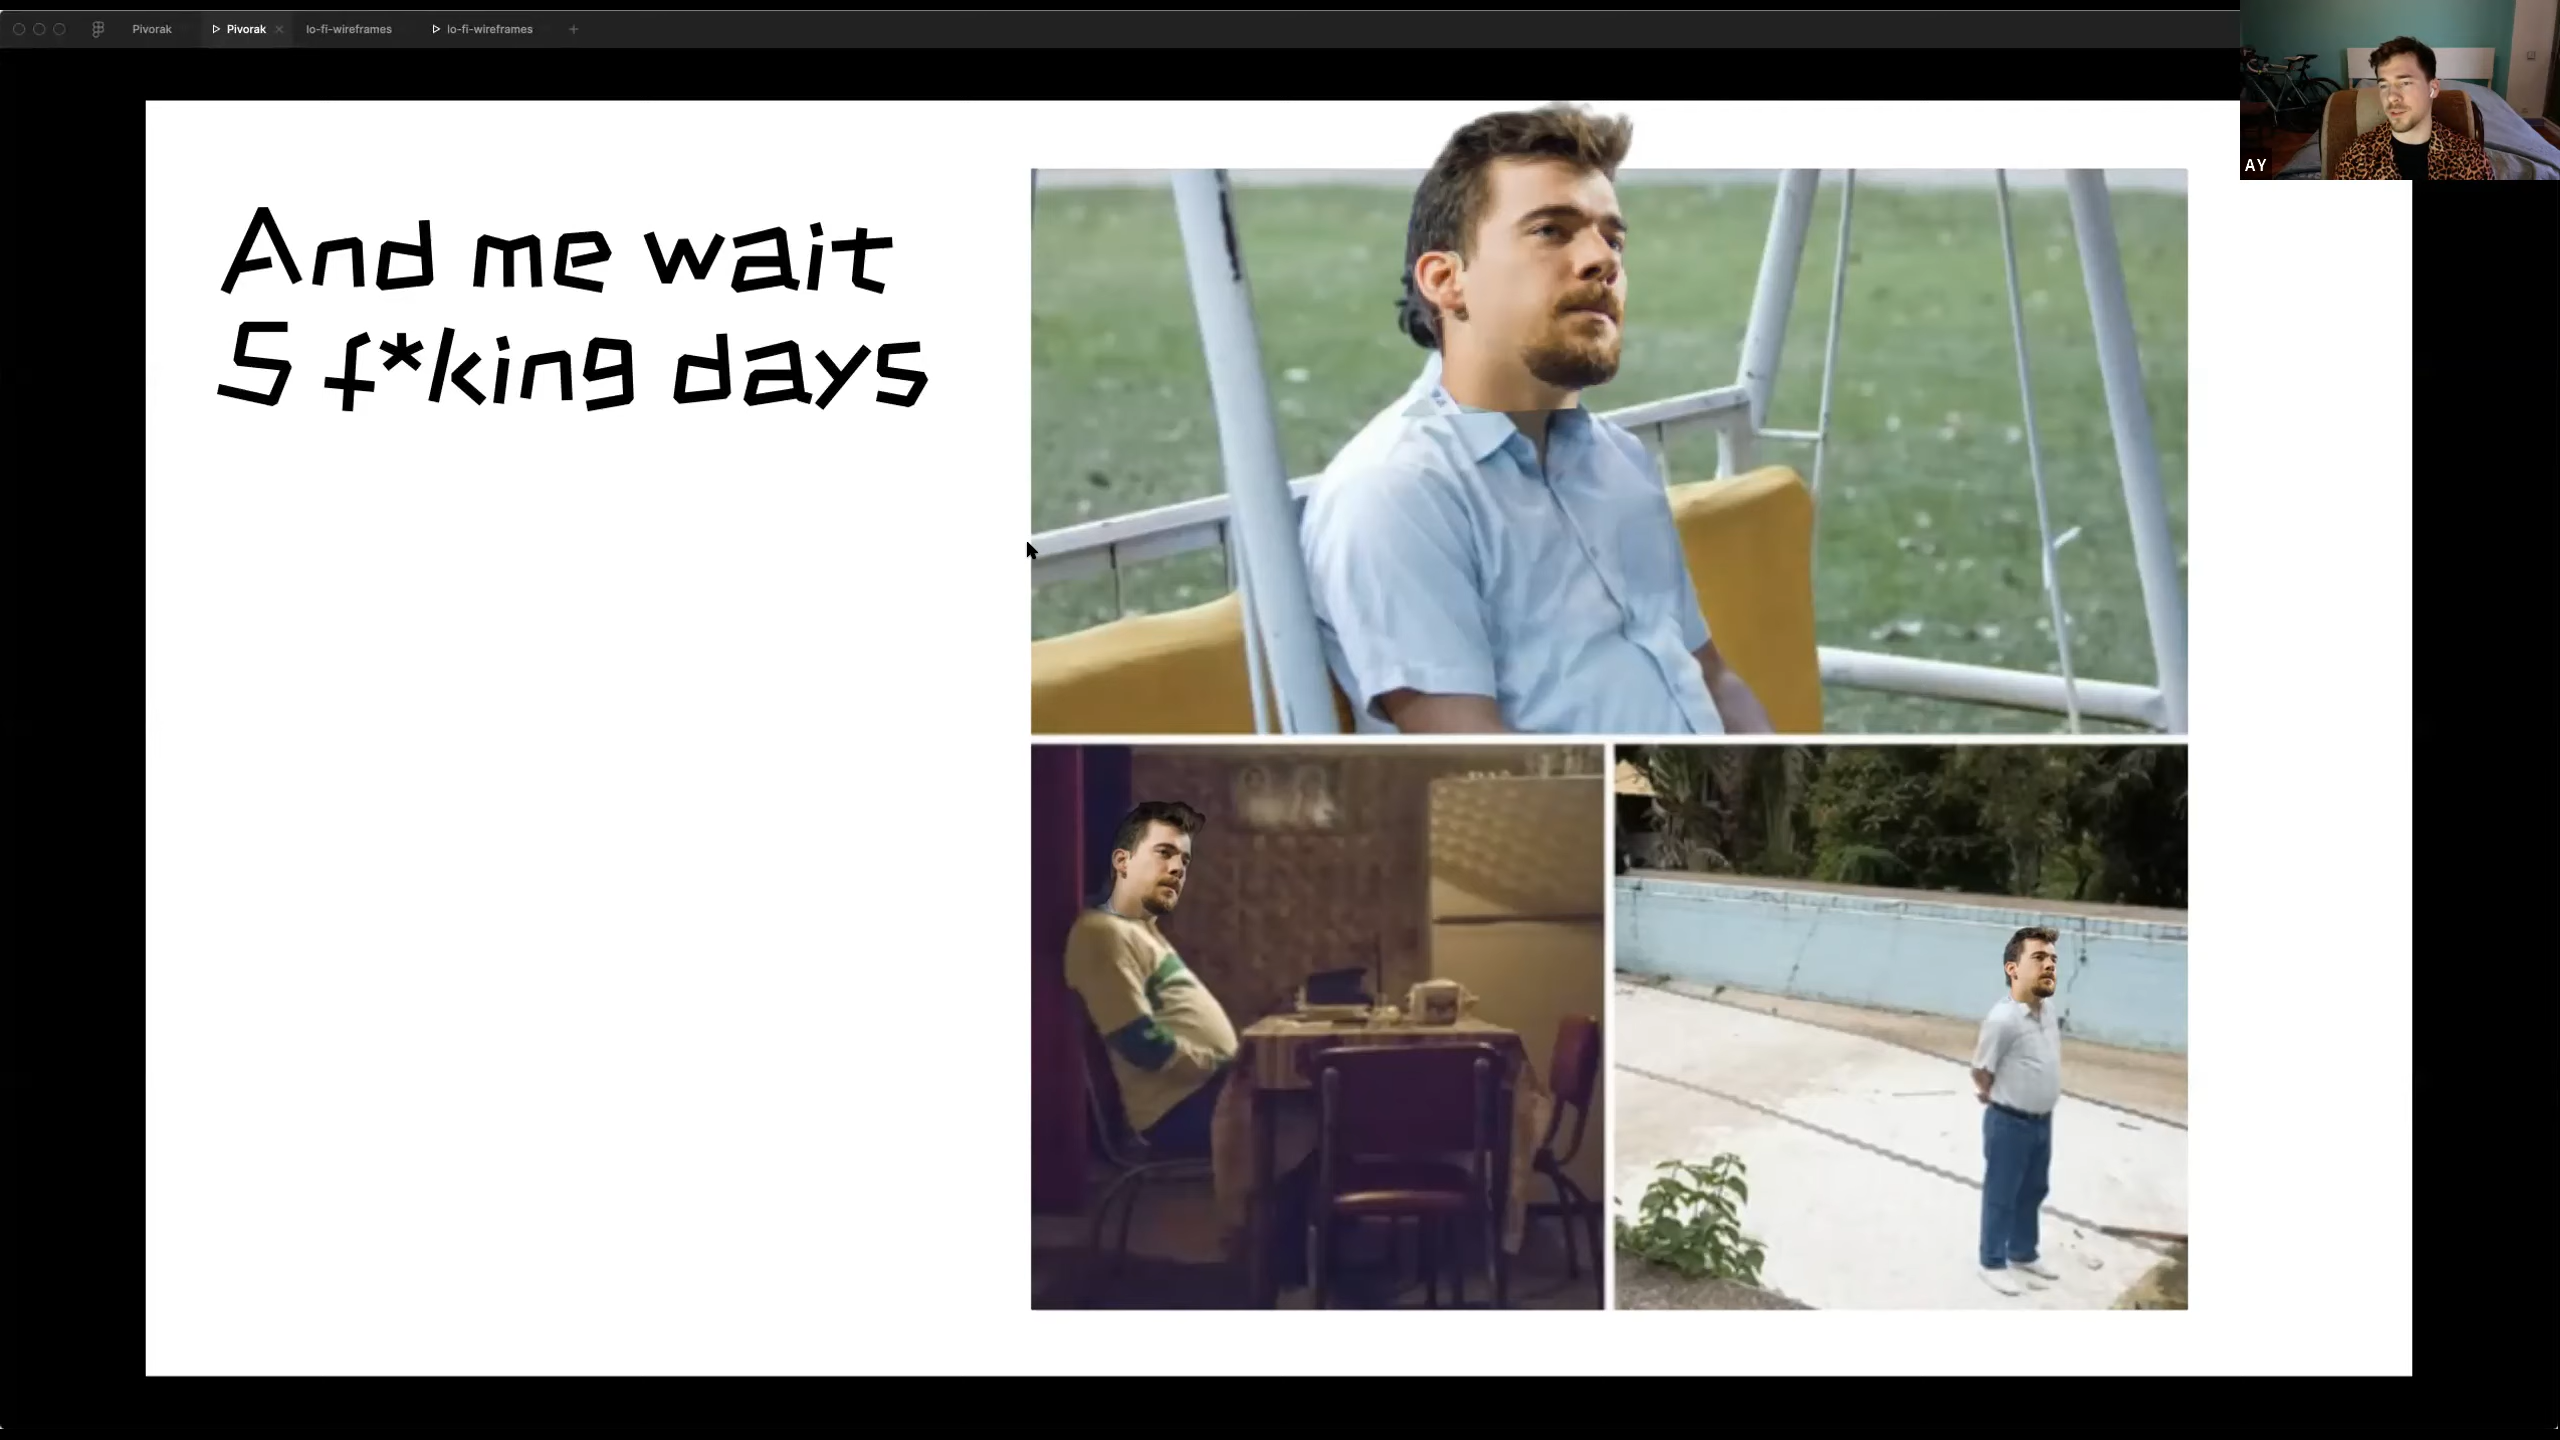 Pivorak
Pivorak
lo-fi-wireframes
lo-fi-wireframes
AY
And me wait
5 f*king days